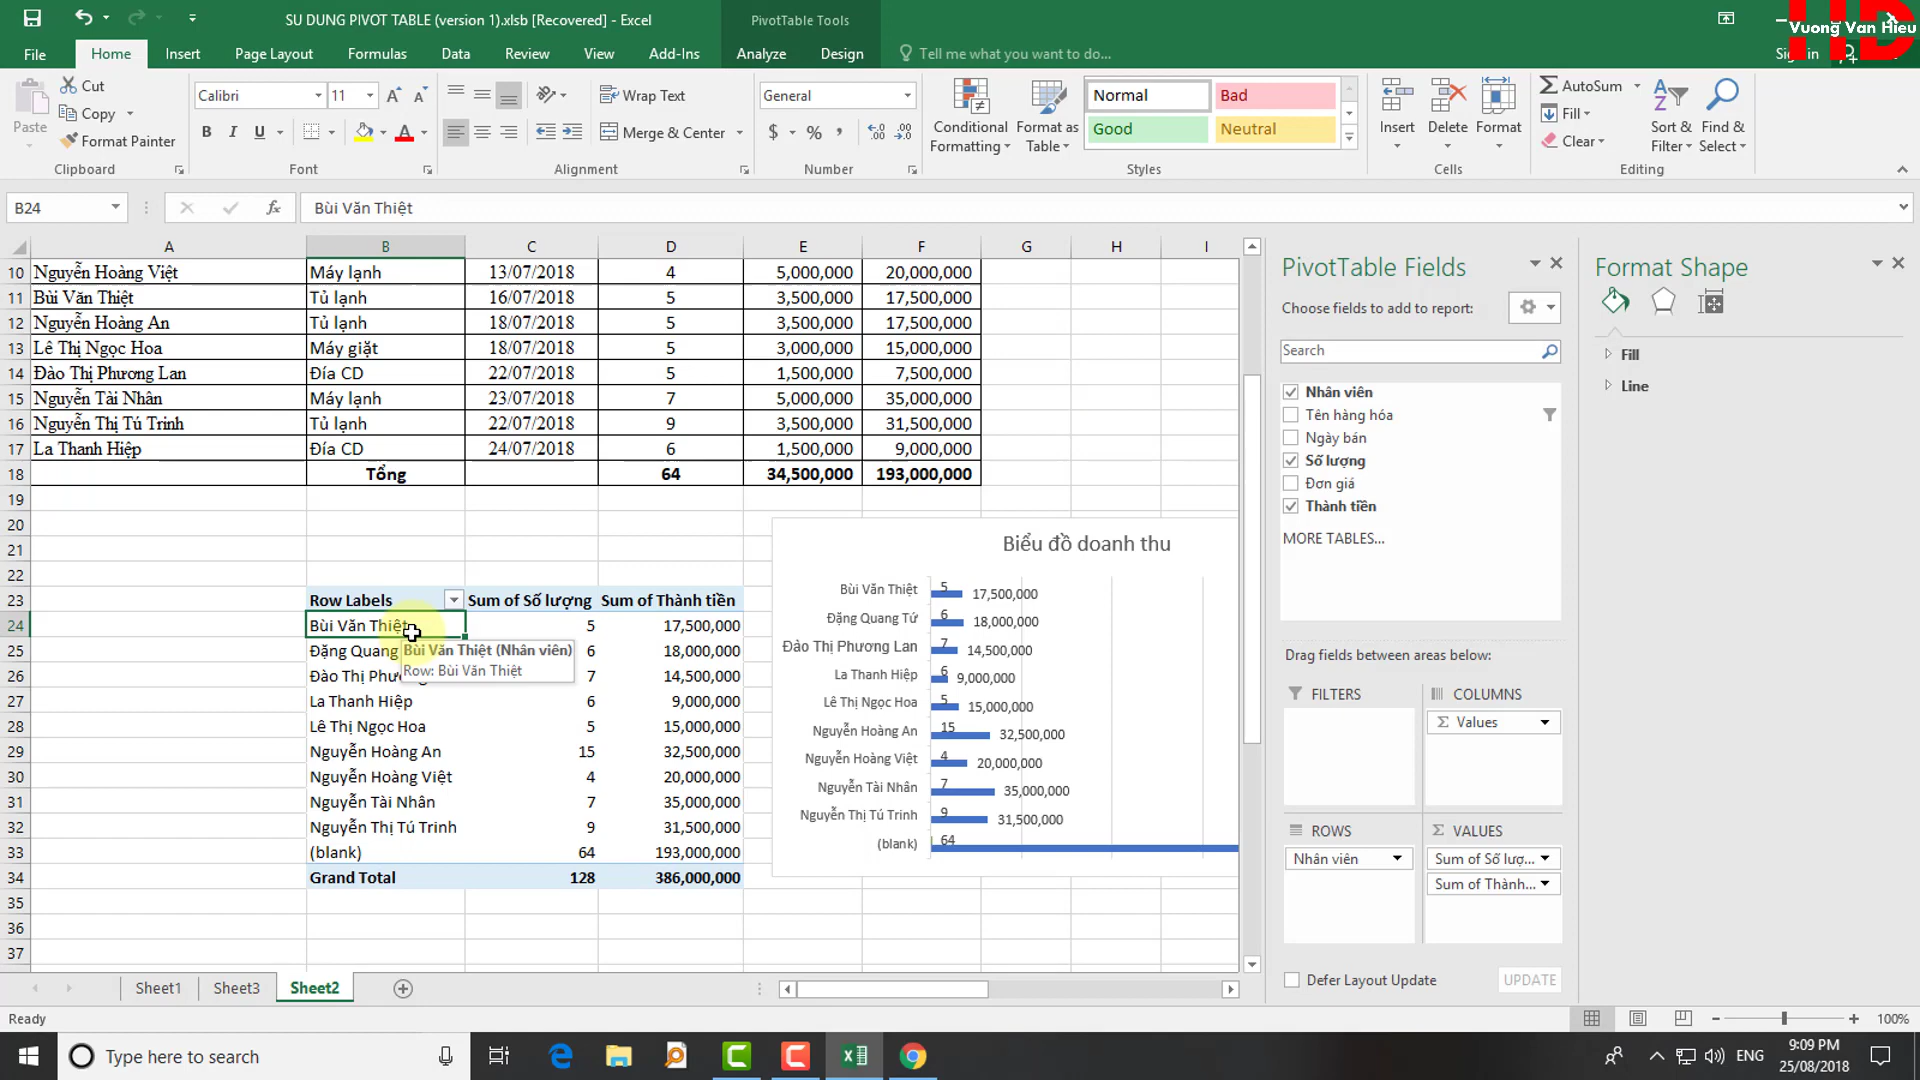 SU DUNG PIVOT TABLE (version 1).xlsb [Recovered] - Excel
PivotTable Tools
Vuong Van Hieu
File
Home
Insert
Page Layout
Formulas
Data
Review
View
Add-Ins
Analyze
Design
Tell me what you want to do...
Paste
Cut
Copy
Format Painter
Clipboard
Calibri
11
B I U
Font
Wrap Text
Merge & Center
Alignment
General
$ % ,
Number
Conditional Formatting
Format as Table
Normal
Bad
Good
Neutral
Styles
Insert
Delete
Format
Cells
AutoSum
Fill
Clear
Sort & Filter
Find & Select
Editing
B24
fx
Bùi Văn Thiệt
A B C D E F G H I
10 Nguyễn Hoàng Việt Máy lạnh 13/07/2018 4 5,000,000 20,000,000
11 Bùi Văn Thiệt Tủ lạnh 16/07/2018 5 3,500,000 17,500,000
12 Nguyễn Hoàng An Tủ lạnh 18/07/2018 5 3,500,000 17,500,000
13 Lê Thị Ngọc Hoa Máy giặt 18/07/2018 5 3,000,000 15,000,000
14 Đào Thị Phương Lan Đía CD 22/07/2018 5 1,500,000 7,500,000
15 Nguyễn Tài Nhân Máy lạnh 23/07/2018 7 5,000,000 35,000,000
16 Nguyễn Thị Tú Trinh Tủ lạnh 22/07/2018 9 3,500,000 31,500,000
17 La Thanh Hiệp Đía CD 24/07/2018 6 1,500,000 9,000,000
18 Tổng 64 34,500,000 193,000,000
19
20
21
22
23 Row Labels Sum of Số lượng Sum of Thành tiền
24 Bùi Văn Thiệt 5 17,500,000
25 Đặng Quang 6 18,000,000
26 Đào Thị 7 14,500,000
27 La Thanh Hiệp 6 9,000,000
28 Lê Thị Ngọc Hoa 5 15,000,000
29 Nguyễn Hoàng An 15 32,500,000
30 Nguyễn Hoàng Việt 4 20,000,000
31 Nguyễn Tài Nhân 7 35,000,000
32 Nguyễn Thị Tú Trinh 9 31,500,000
33 (blank) 64 193,000,000
34 Grand Total 128 386,000,000
35
36
37
Bùi Văn Thiệt (Nhân viên)
Row: Bùi Văn Thiệt
Biểu đồ doanh thu
Bùi Văn Thiệt 5 17,500,000
Đặng Quang Tứ 6 18,000,000
Đào Thị Phương Lan 7 14,500,000
La Thanh Hiệp 6 9,000,000
Lê Thị Ngọc Hoa 5 15,000,000
Nguyễn Hoàng An 15 32,500,000
Nguyễn Hoàng Việt 4 20,000,000
Nguyễn Tài Nhân 7 35,000,000
Nguyễn Thị Tú Trinh 9 31,500,000
(blank) 64
PivotTable Fields
Choose fields to add to report:
Search
Nhân viên
Tên hàng hóa
Ngày bán
Số lượng
Đơn giá
Thành tiền
MORE TABLES...
Drag fields between areas below:
FILTERS
COLUMNS
Σ Values
ROWS
Σ VALUES
Nhân viên
Sum of Số lượ...
Sum of Thành...
Defer Layout Update
UPDATE
Format Shape
Fill
Line
Sheet1
Sheet3
Sheet2
Ready
100%
Type here to search
ENG
9:09 PM
25/08/2018